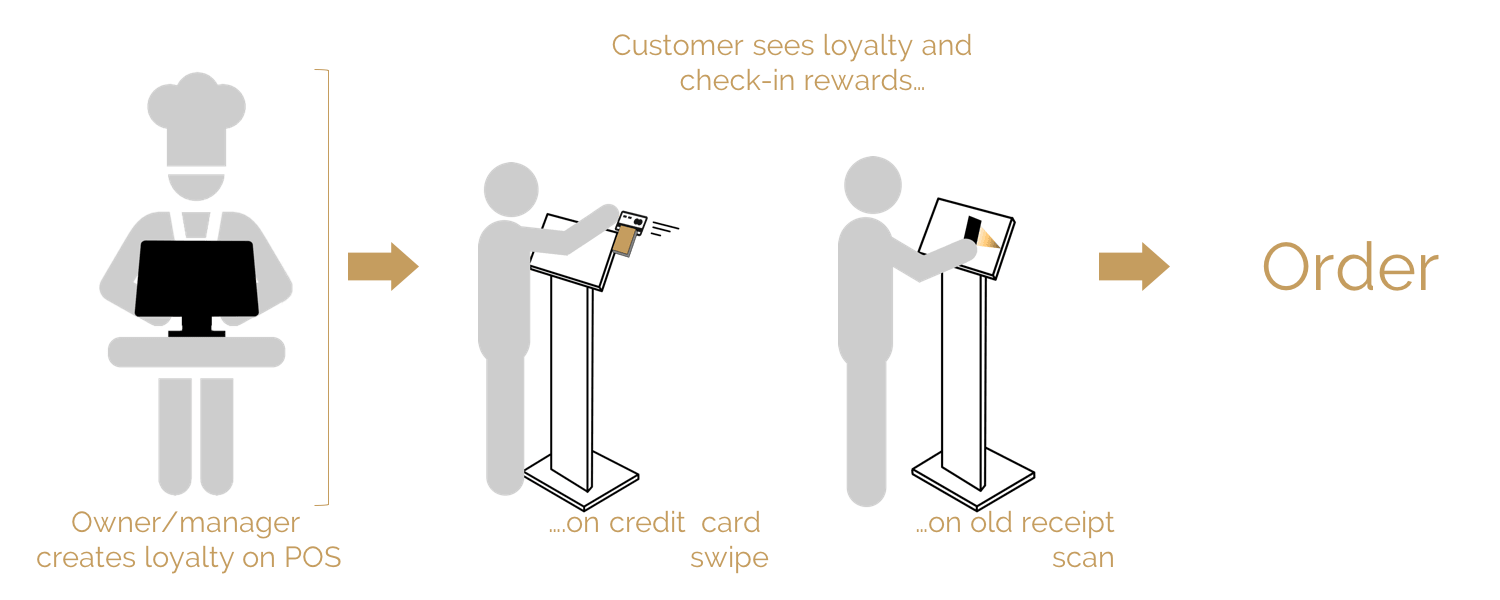 Customer sees loyalty and
check-in rewards...
Order
Owner/manager
creates loyalty on POS
....on credit card
swipe
...on old receipt
scan